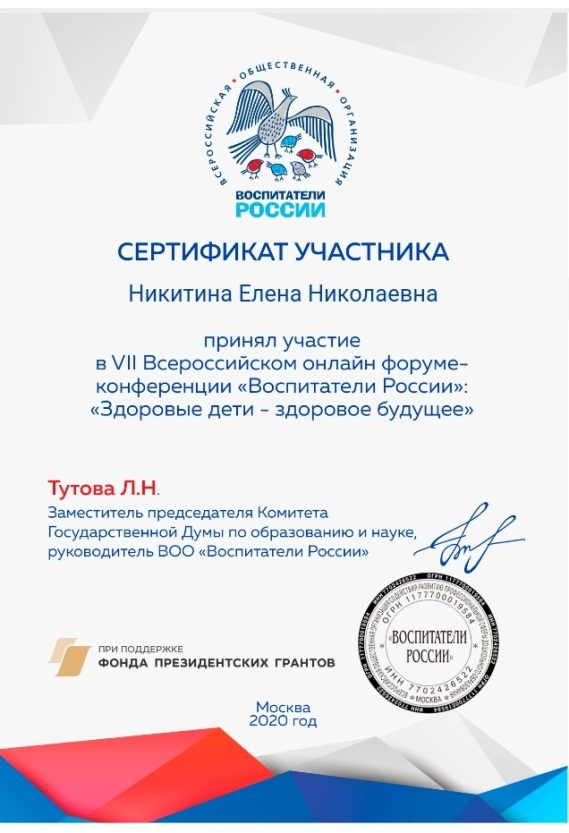 ВСЕРОССИЙСКАЯ • ОБЩЕСТВЕННАЯ • ОРГАНИЗАЦИЯ
ВОСПИТАТЕЛИ
РОССИИ
СЕРТИФИКАТ УЧАСТНИКА
Никитина Елена Николаевна
принял участие
в VII Всероссийском онлайн форуме-
конференции «Воспитатели России»:
«Здоровые дети - здоровое будущее»
Тутова Л.Н.
Заместитель председателя Комитета
Государственной Думы по образованию и науке,
руководитель ВОО «Воспитатели России»
ОГРН 1177700019584
«ВОСПИТАТЕЛИ
РОССИИ»
ИНН 7702426522
МОСКВА
ПРИ ПОДДЕРЖКЕ
ФОНДА ПРЕЗИДЕНТСКИХ ГРАНТОВ
Москва
2020 год